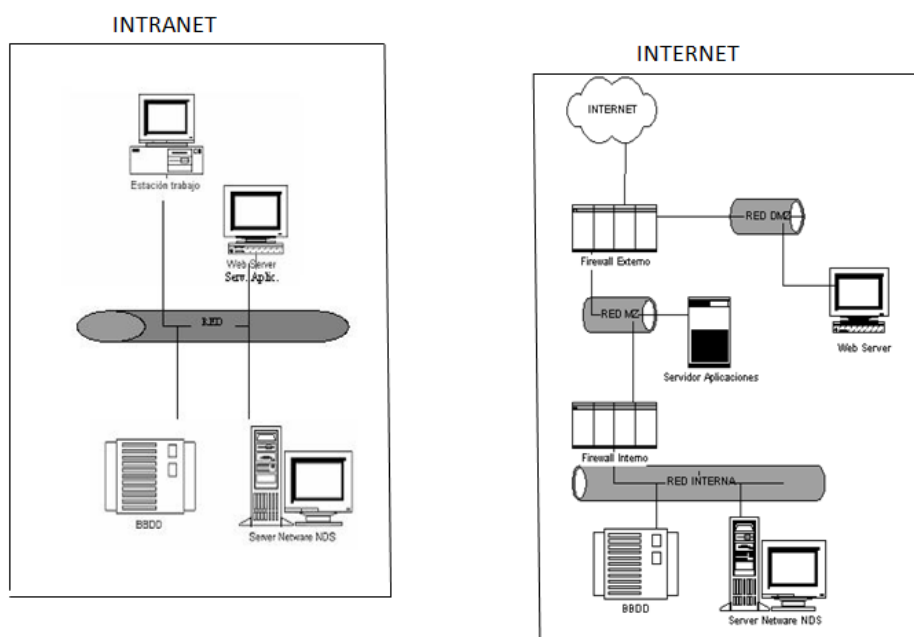 INTRANET
Estación trabajo
Web Server
Serv. Aplic.
RED
BBDD
Server Netware NDS
INTERNET
INTERNET
RED DMZ
Firewall Externo
RED MZ
Web Server
Servidor Aplicaciones
Firewall Interno
RED INTERNA
BBDD
Server Netware NDS